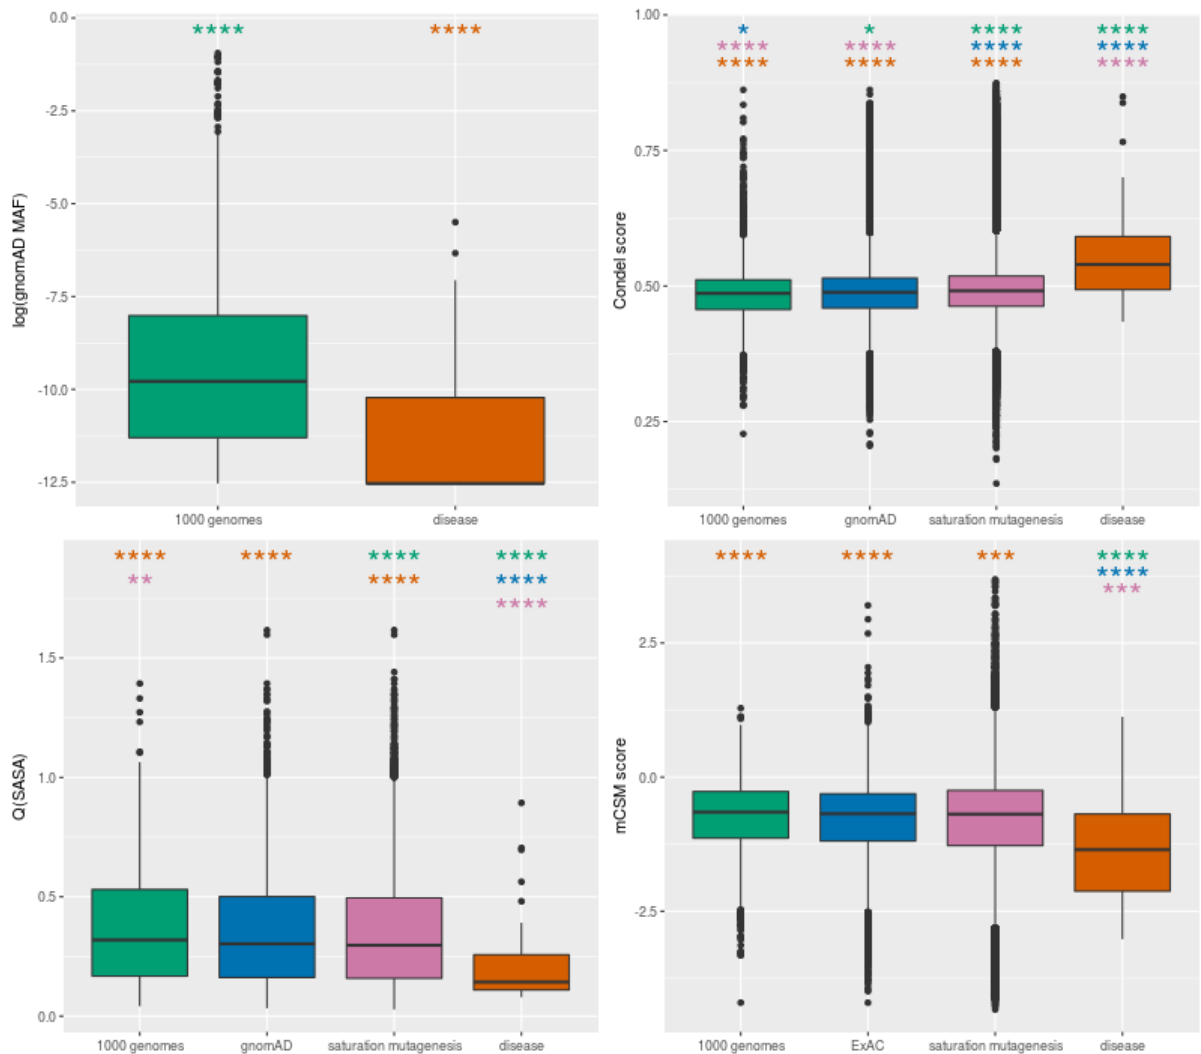 0.0
-2.5
-5.0
-7.5
-10.0
-12.5
log(gnomAD MAF)
****
****
1000 genomes
disease
1.00
0.75
0.50
0.25
Condel score
* * **** ****
**** **** **** ****
**** **** **** ****
1000 genomes
gnomAD
saturation mutagenesis
disease
1.5
1.0
0.5
0.0
Q(SASA)
**** **** **** ****
** **** ****
****
1000 genomes
gnomAD
saturation mutagenesis
disease
2.5
0.0
-2.5
mCSM score
**** **** *** ****
****
***
1000 genomes
ExAC
saturation mutagenesis
disease